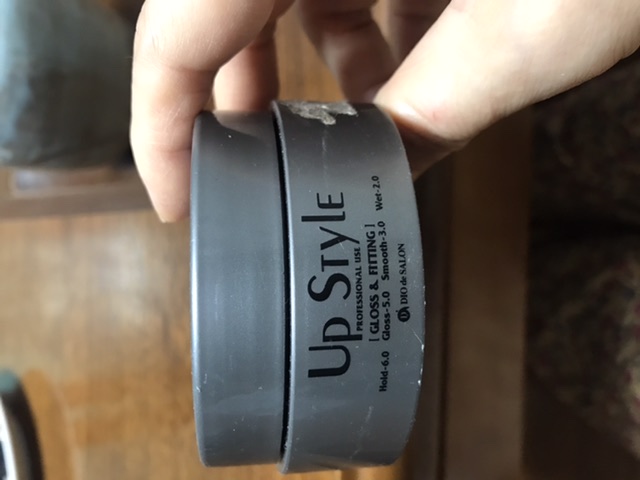 Up Style
PROFESSIONAL USE
[ GLOSS & FITTING ]
Hold-6.0 Gloss-5.0 Smooth-3.0 Wet-2.0
DIO de SALON